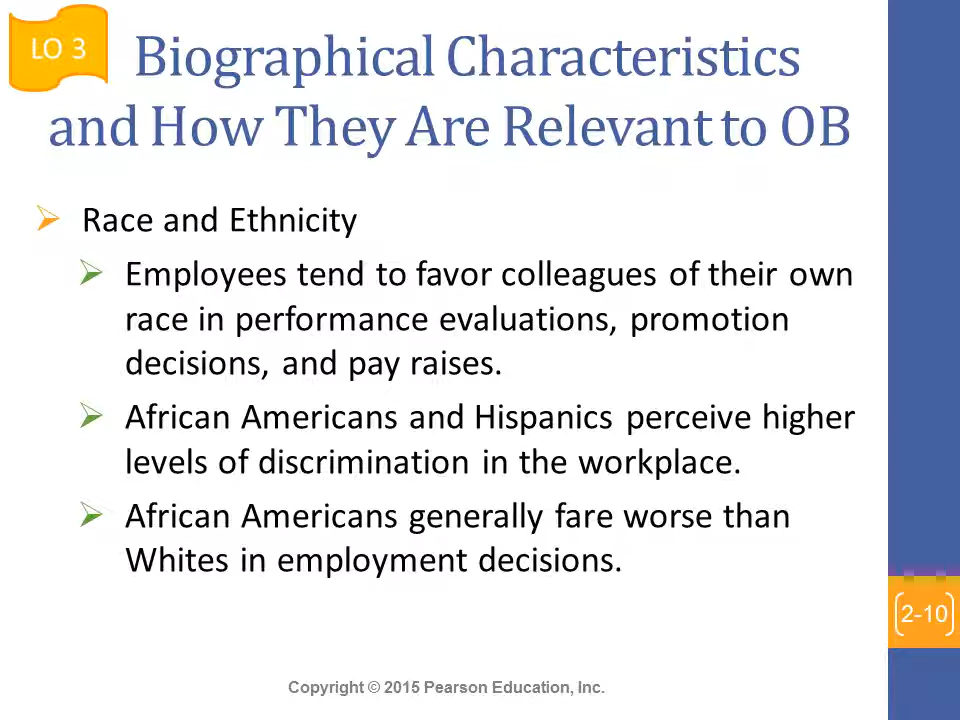 LO 3
Biographical Characteristics
and How They Are Relevant to OB
Race and Ethnicity
Employees tend to favor colleagues of their own
race in performance evaluations, promotion
decisions, and pay raises.
African Americans and Hispanics perceive higher
levels of discrimination in the workplace.
African Americans generally fare worse than
Whites in employment decisions.
2-10
Copyright © 2015 Pearson Education, Inc.